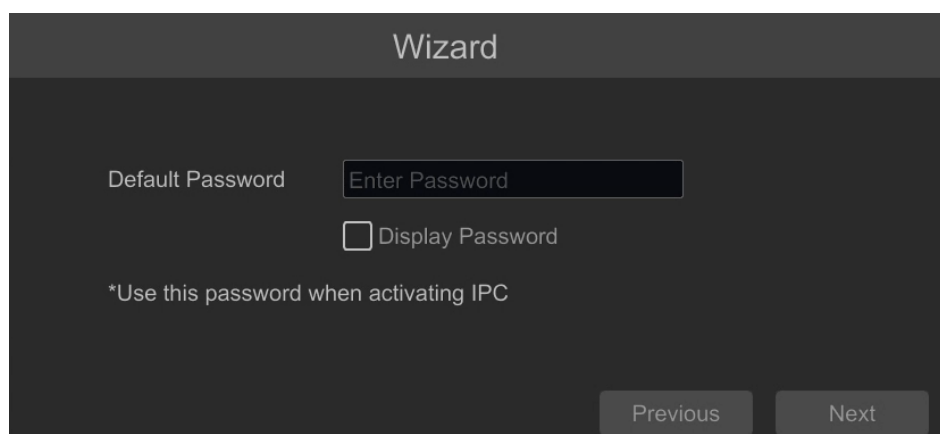 Wizard
Default Password
Enter Password
Display Password
*Use this password when activating IPC
Previous
Next